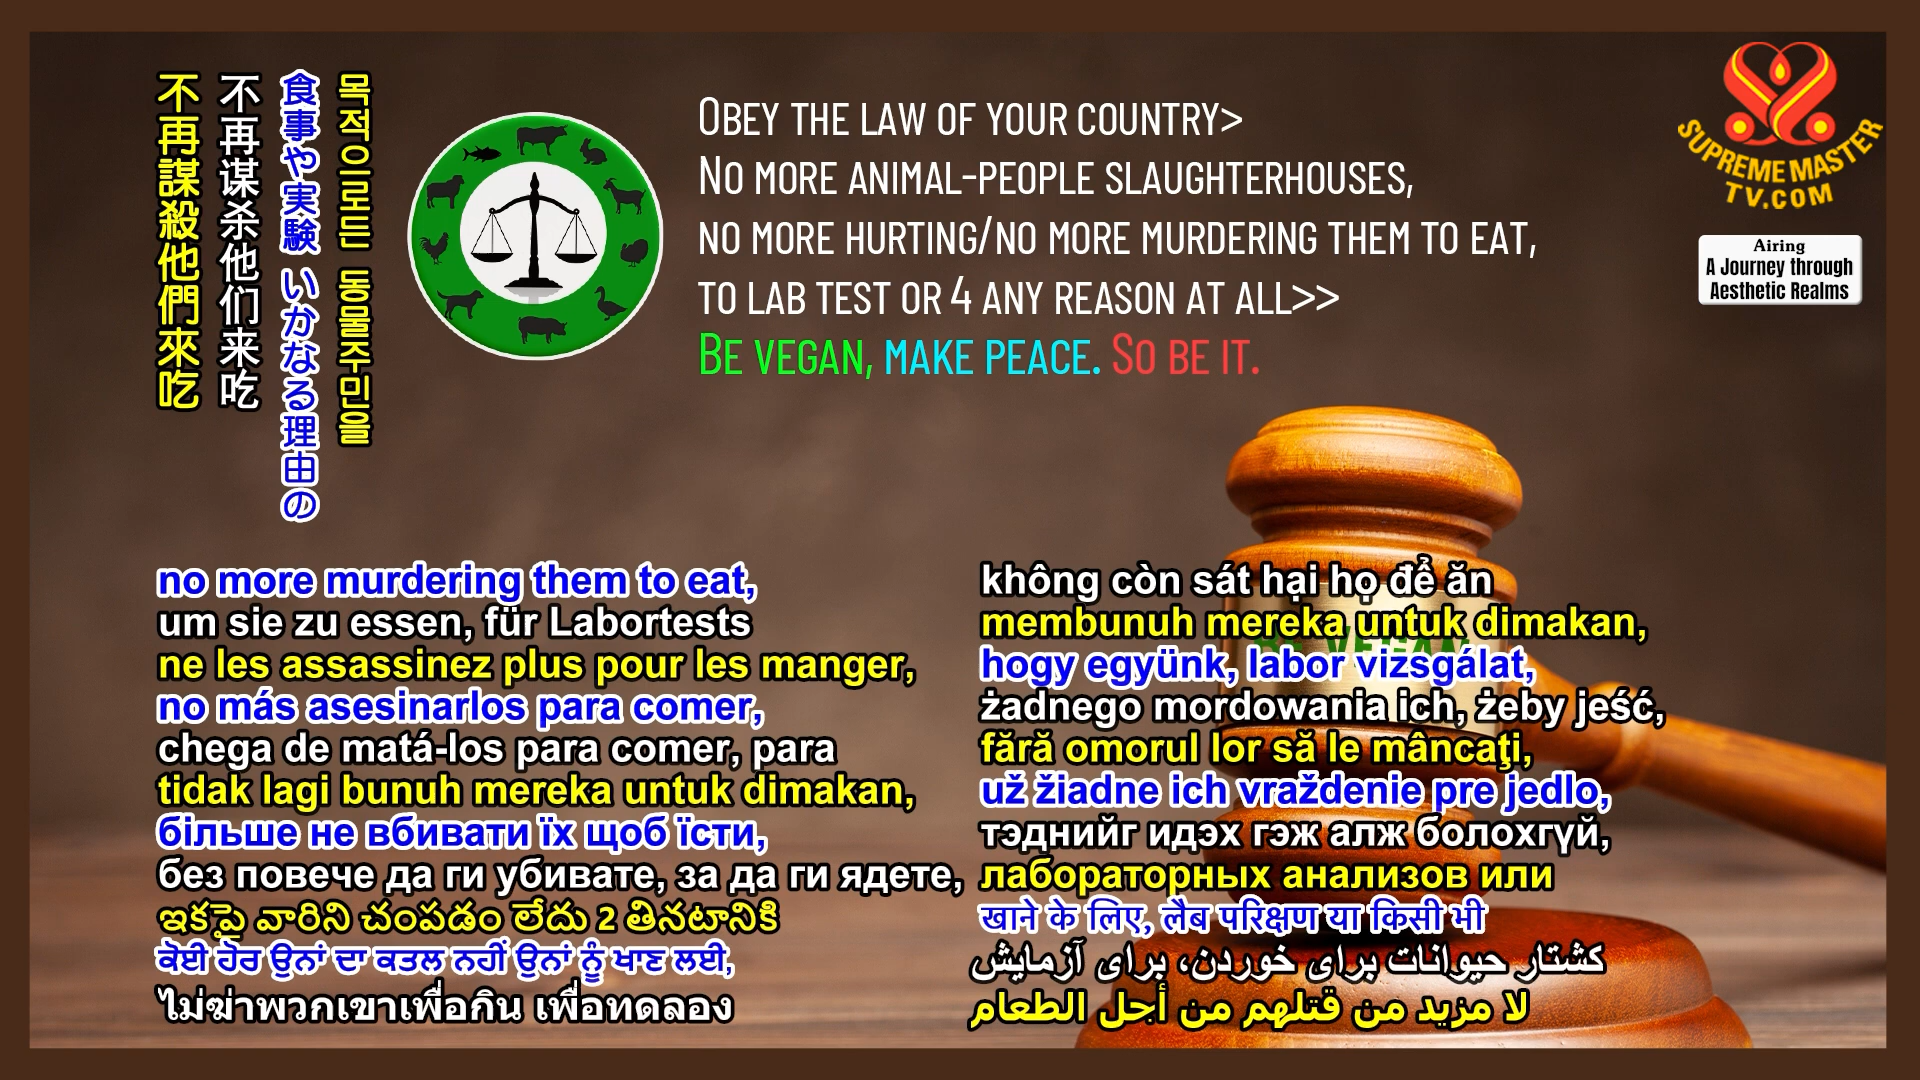 不再謀殺他們來吃
不再谋杀他们来吃
食事や実験 いかなる理由の
목적으로든 동물주민을
OBEY THE LAW OF YOUR COUNTRY>
NO MORE ANIMAL-PEOPLE SLAUGHTERHOUSES,
NO MORE HURTING/NO MORE MURDERING THEM TO EAT,
TO LAB TEST OR 4 ANY REASON AT ALL>>
BE VEGAN, MAKE PEACE. SO BE IT.
SUPREME MASTER
TV.COM
Airing
A Journey through
Aesthetic Realms
no more murdering them to eat,
um sie zu essen, für Labortests
ne les assassinez plus pour les manger,
no más asesinarlos para comer,
chega de matá-los para comer, para
tidak lagi bunuh mereka untuk dimakan,
більше не вбивати їх щоб їсти,
без повече да ги убивате, за да ги ядете,
ఇకపై వారిని చంపడం లేదు 2 తినటానికి
ਕੋਈ ਹੋਰ ਉਨਾਂ ਦਾ ਕਤਲ ਨਹੀਂ ਉਨਾਂ ਨੂੰ ਖਾਣ ਲਈ,
ไม่ฆ่าพวกเขาเพื่อกิน เพื่อทดลอง
không còn sát hại họ để ăn
membunuh mereka untuk dimakan,
BE VEGAN
hogy együnk, labor vizsgálat,
żadnego mordowania ich, żeby jeść,
fără omorul lor să le mâncaţi,
už žiadne ich vraždenie pre jedlo,
тэднийг идэх гэж алж болохгүй,
лабораторных анализов или
खाने के लिए, लैब परिक्षण या किसी भी
کشتار حیوانات برای خوردن، برای آزمایش
لا مزيد من قتلهم من أجل الطعام